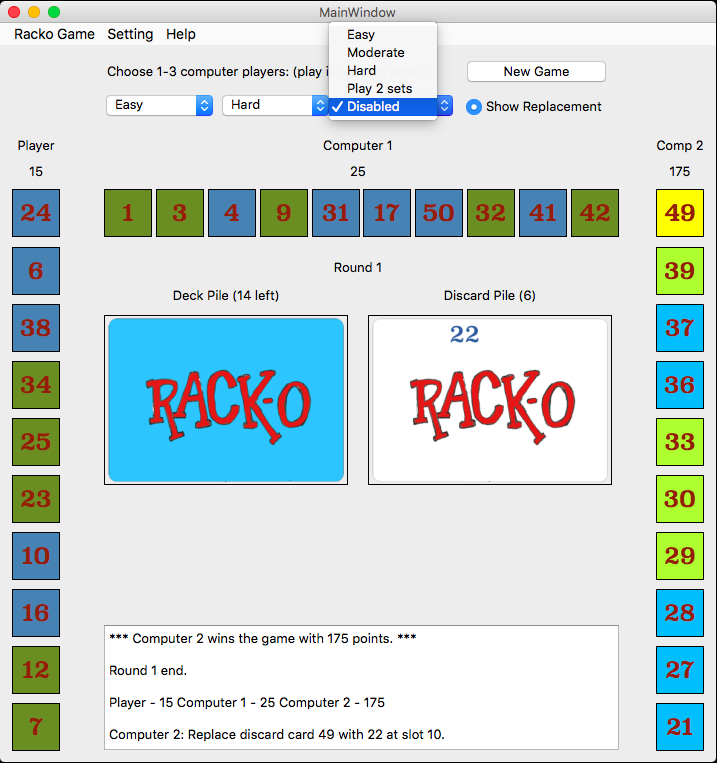 MainWindow
Racko Game Setting Help
Easy
Moderate
Hard
Play 2 sets
✓ Disabled
Choose 1-3 computer players: (play i
New Game
Easy
Hard
Show Replacement
Player
Computer 1
Comp 2
15
25
175
24
1 3 4 9 31 17 50 32 41 42
49
6
39
Round 1
Deck Pile (14 left)
Discard Pile (6)
38
37
22
RACK-O
RACK-O
34
36
25
33
23
30
10
29
16
28
12
27
7
21
*** Computer 2 wins the game with 175 points. ***
Round 1 end.
Player - 15 Computer 1 - 25 Computer 2 - 175
Computer 2: Replace discard card 49 with 22 at slot 10.